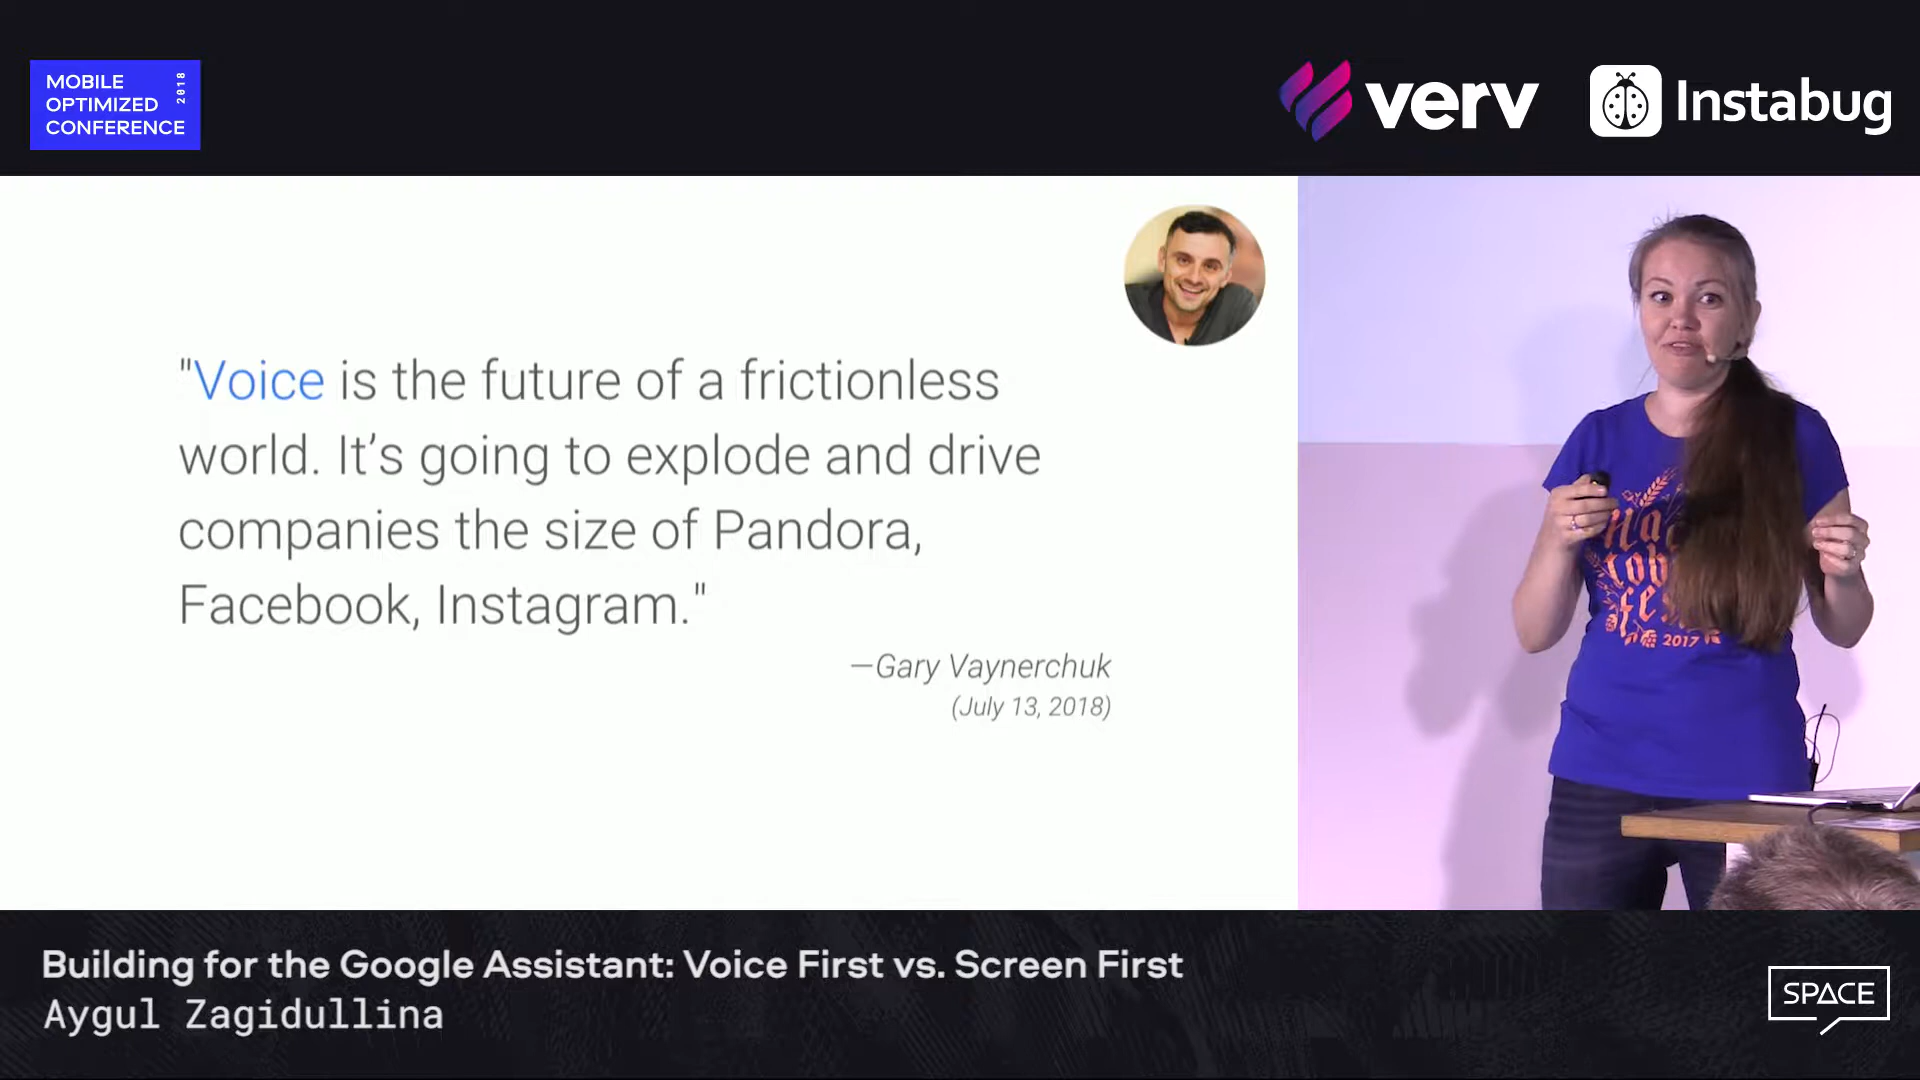 MOBILE
OPTIMIZED
CONFERENCE
2018
verv
Instabug
"Voice is the future of a frictionless
world. It’s going to explode and drive
companies the size of Pandora,
Facebook, Instagram."
—Gary Vaynerchuk
(July 13, 2018)
2017
Building for the Google Assistant: Voice First vs. Screen First
Aygul Zagidullina
SPACE